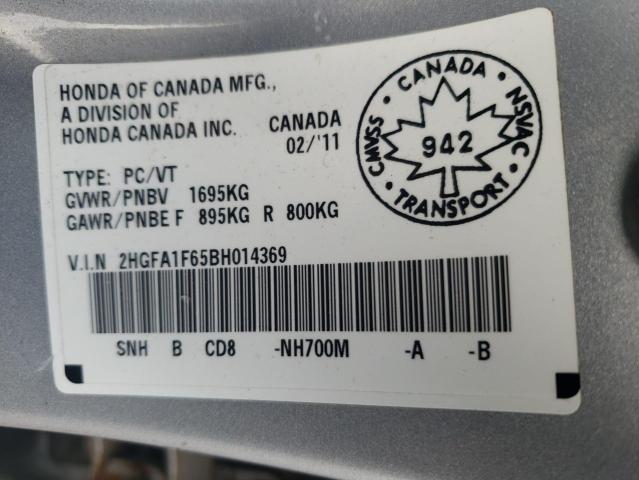 HONDA OF CANADA MFG.,
A DIVISION OF
HONDA CANADA INC. CANADA
02/'11
TYPE: PC/VT
GVWR/PNBV 1695KG
GAWR/PNBE F 895KG R 800KG
V.I.N 2HGFA1F65BH014369
SNH B CD8 -NH700M -A -B
CANADA
CMVSS · NSVAC
942
TRANSPORT